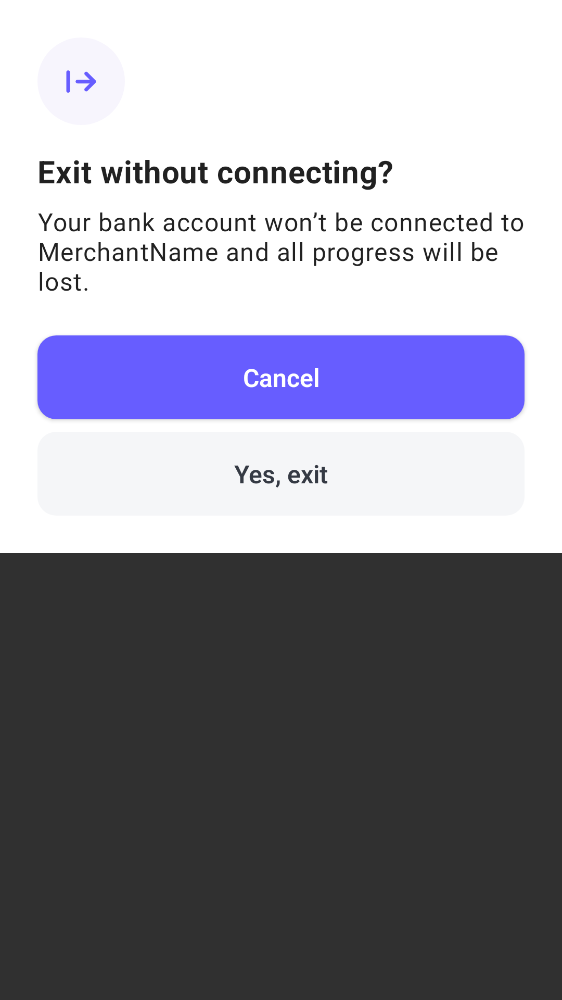 Exit without connecting?
Your bank account won’t be connected to
MerchantName and all progress will be
lost.
Cancel
Yes, exit